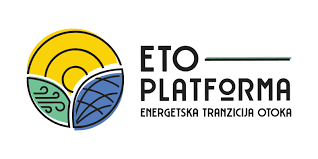 ETO
PLATFORMA
ENERGETSKA TRANZICIJA OTOKA